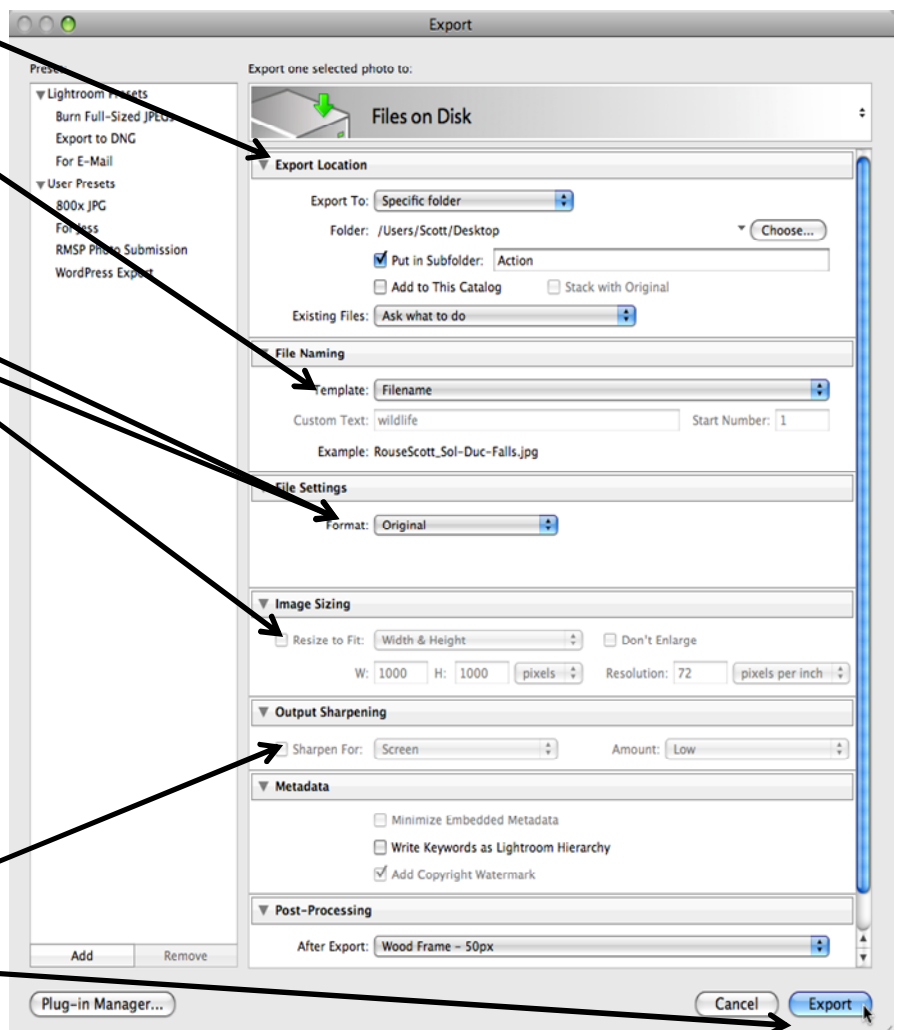 Export
Presets
Export one selected photo to:
Lightroom Presets
Burn Full-Sized JPEGs
Export to DNG
For E-Mail
User Presets
800x JPG
For Jess
RMSP Photo Submission
WordPress Export
Add
Remove
Files on Disk
Export Location
Export To: Specific folder
Folder: /Users/Scott/Desktop
Choose...
Put in Subfolder: Action
Add to This Catalog
Stack with Original
Existing Files: Ask what to do
File Naming
Template: Filename
Custom Text: wildlife
Start Number: 1
Example: RouseScott_Sol-Duc-Falls.jpg
File Settings
Format: Original
Image Sizing
Resize to Fit: Width & Height
Don't Enlarge
W: 1000 H: 1000 pixels
Resolution: 72 pixels per inch
Output Sharpening
Sharpen For: Screen
Amount: Low
Metadata
Minimize Embedded Metadata
Write Keywords as Lightroom Hierarchy
Add Copyright Watermark
Post-Processing
After Export: Wood Frame - 50px
Plug-in Manager...
Cancel
Export